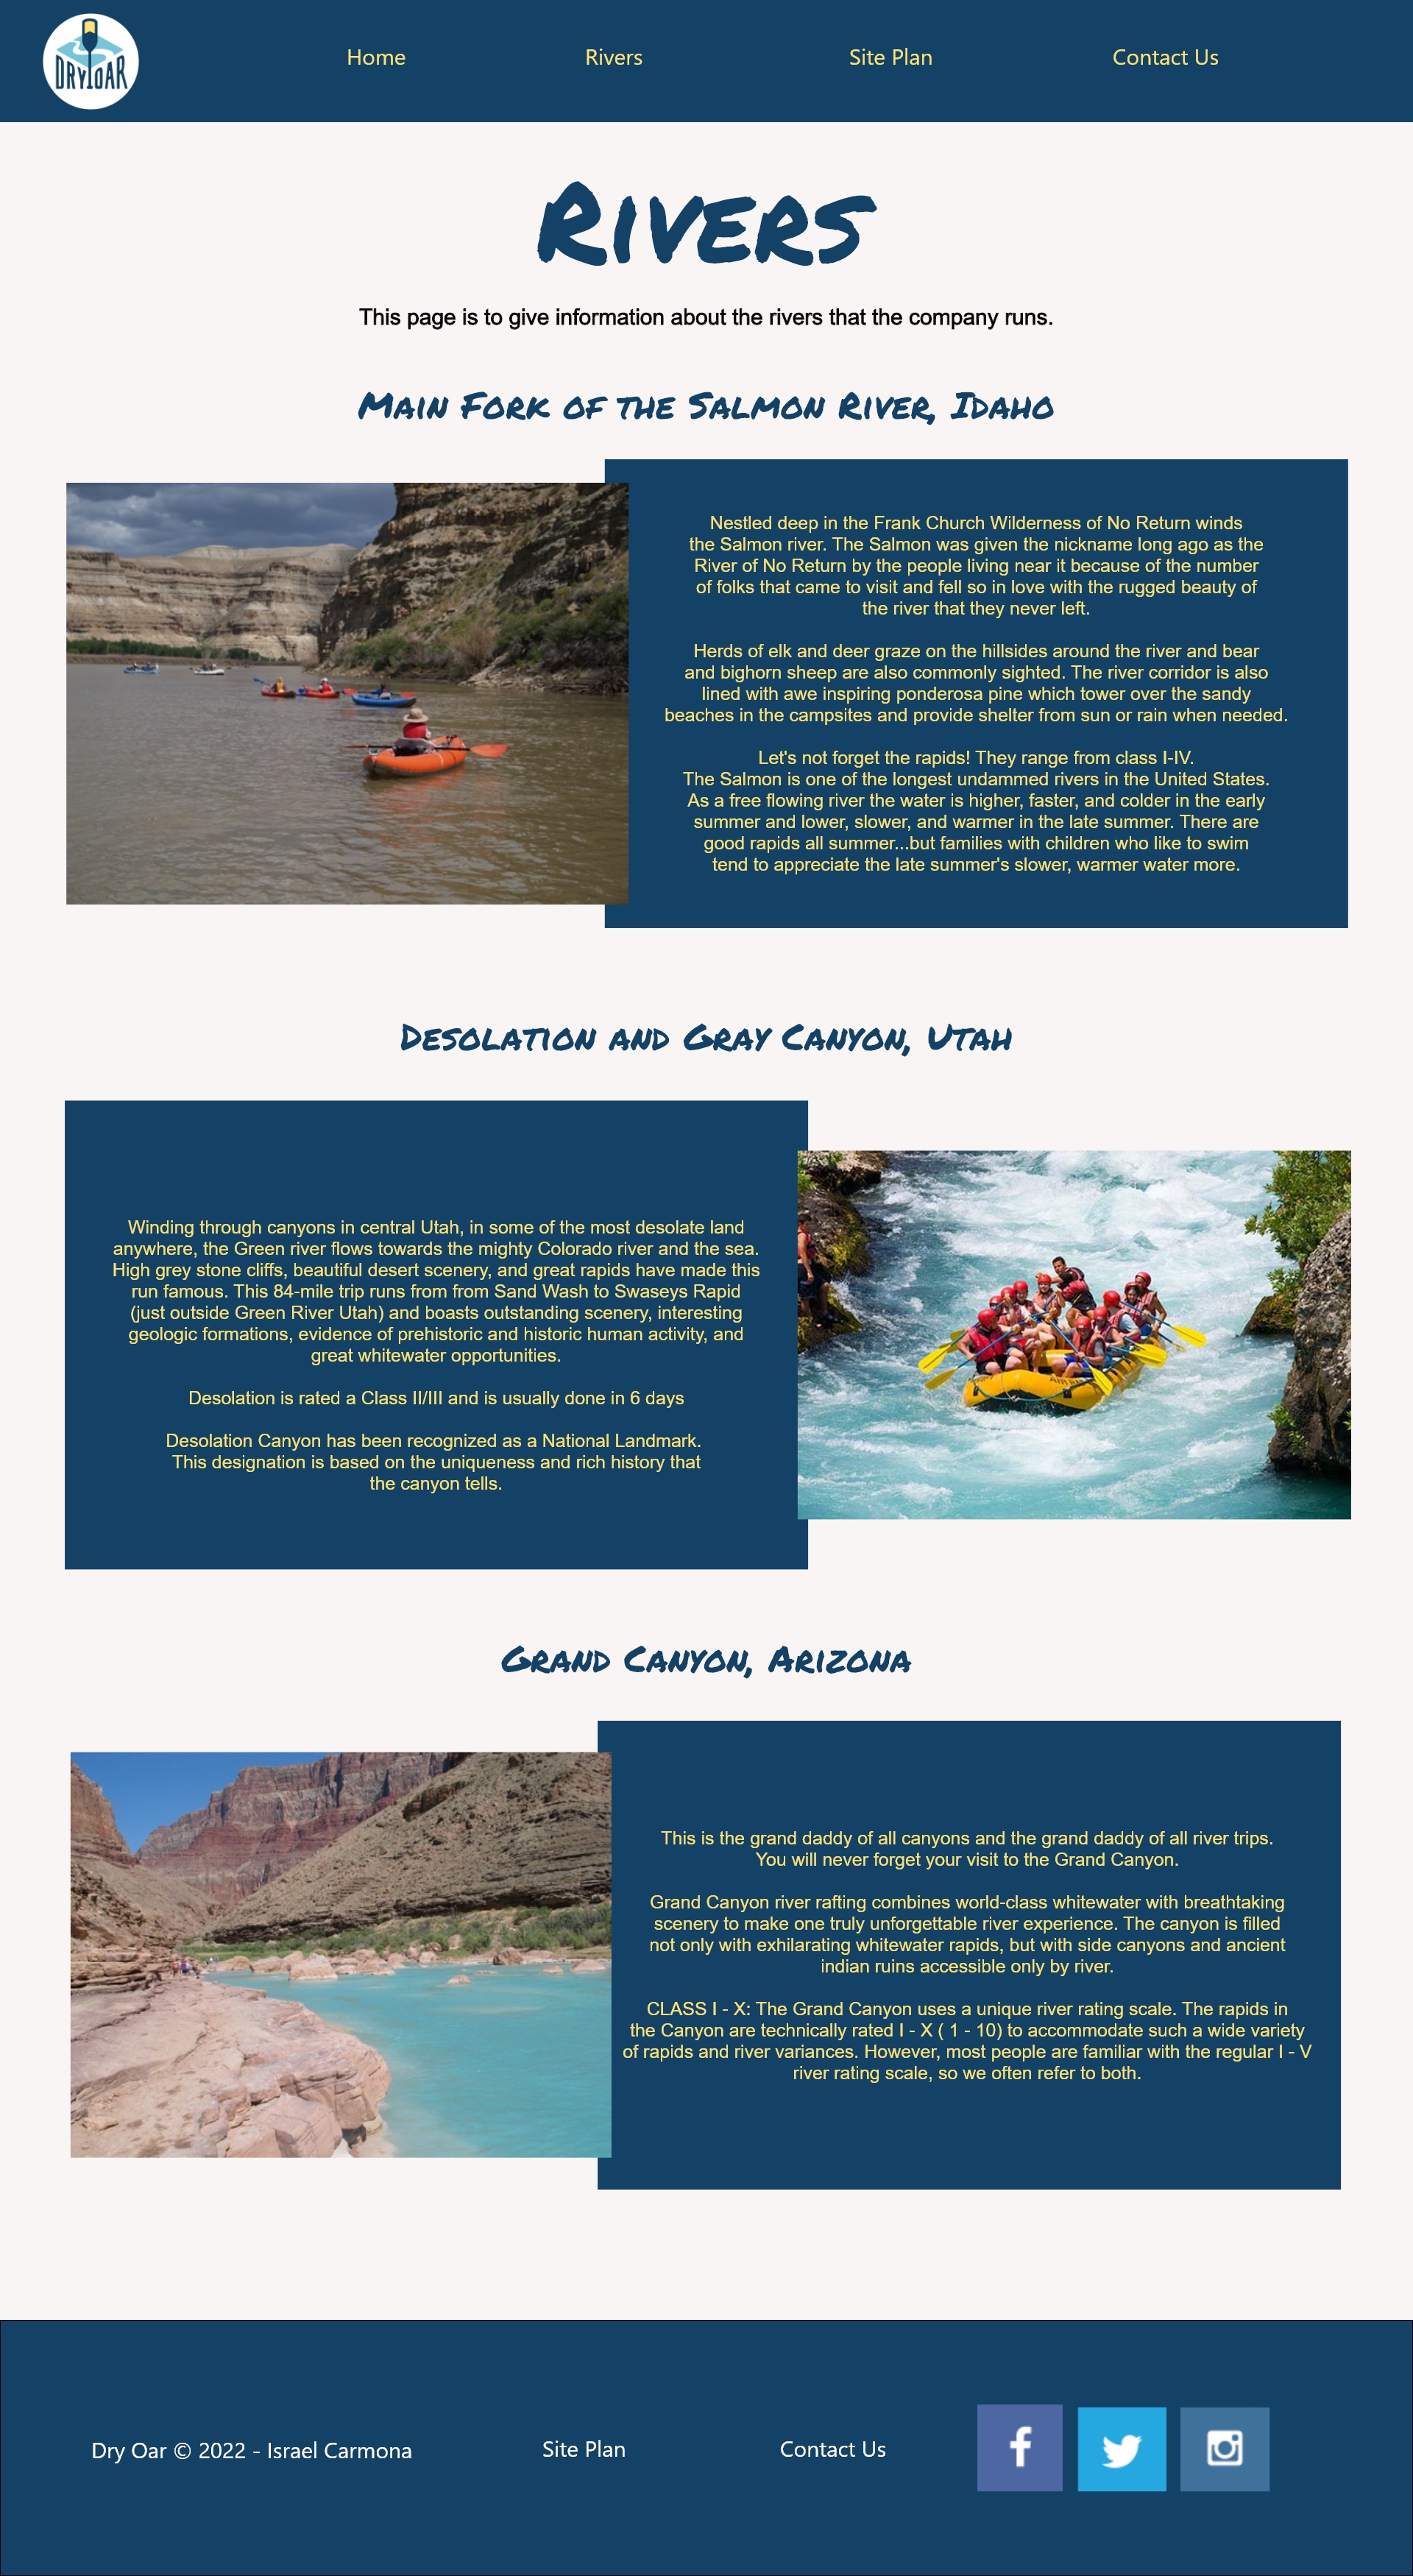 DRYOAR
Home
Rivers
Site Plan
Contact Us
RIVERS
This page is to give information about the rivers that the company runs.
MAIN FORK OF THE SALMON RIVER, IDAHO
Nestled deep in the Frank Church Wilderness of No Return winds
the Salmon river. The Salmon was given the nickname long ago as the
River of No Return by the people living near it because of the number
of folks that came to visit and fell so in love with the rugged beauty of
the river that they never left.
Herds of elk and deer graze on the hillsides around the river and bear
and bighorn sheep are also commonly sighted. The river corridor is also
lined with awe inspiring ponderosa pine which tower over the sandy
beaches in the campsites and provide shelter from sun or rain when needed.
Let's not forget the rapids! They range from class I-IV.
The Salmon is one of the longest undammed rivers in the United States.
As a free flowing river the water is higher, faster, and colder in the early
summer and lower, slower, and warmer in the late summer. There are
good rapids all summer...but families with children who like to swim
tend to appreciate the late summer's slower, warmer water more.
DESOLATION AND GRAY CANYON, UTAH
Winding through canyons in central Utah, in some of the most desolate land
anywhere, the Green river flows towards the mighty Colorado river and the sea.
High grey stone cliffs, beautiful desert scenery, and great rapids have made this
run famous. This 84-mile trip runs from from Sand Wash to Swaseys Rapid
(just outside Green River Utah) and boasts outstanding scenery, interesting
geologic formations, evidence of prehistoric and historic human activity, and
great whitewater opportunities.
Desolation is rated a Class II/III and is usually done in 6 days
Desolation Canyon has been recognized as a National Landmark.
This designation is based on the uniqueness and rich history that
the canyon tells.
GRAND CANYON, ARIZONA
This is the grand daddy of all canyons and the grand daddy of all river trips.
You will never forget your visit to the Grand Canyon.
Grand Canyon river rafting combines world-class whitewater with breathtaking
scenery to make one truly unforgettable river experience. The canyon is filled
not only with exhilarating whitewater rapids, but with side canyons and ancient
indian ruins accessible only by river.
CLASS I - X: The Grand Canyon uses a unique river rating scale. The rapids in
the Canyon are technically rated I - X ( 1 - 10) to accommodate such a wide variety
of rapids and river variances. However, most people are familiar with the regular I - V
river rating scale, so we often refer to both.
Dry Oar © 2022 - Israel Carmona
Site Plan
Contact Us